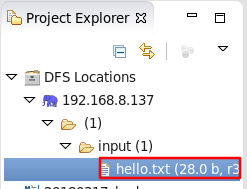 Project Explorer
DFS Locations
192.168.8.137
(1)
input (1)
hello.txt (28.0 b, r3